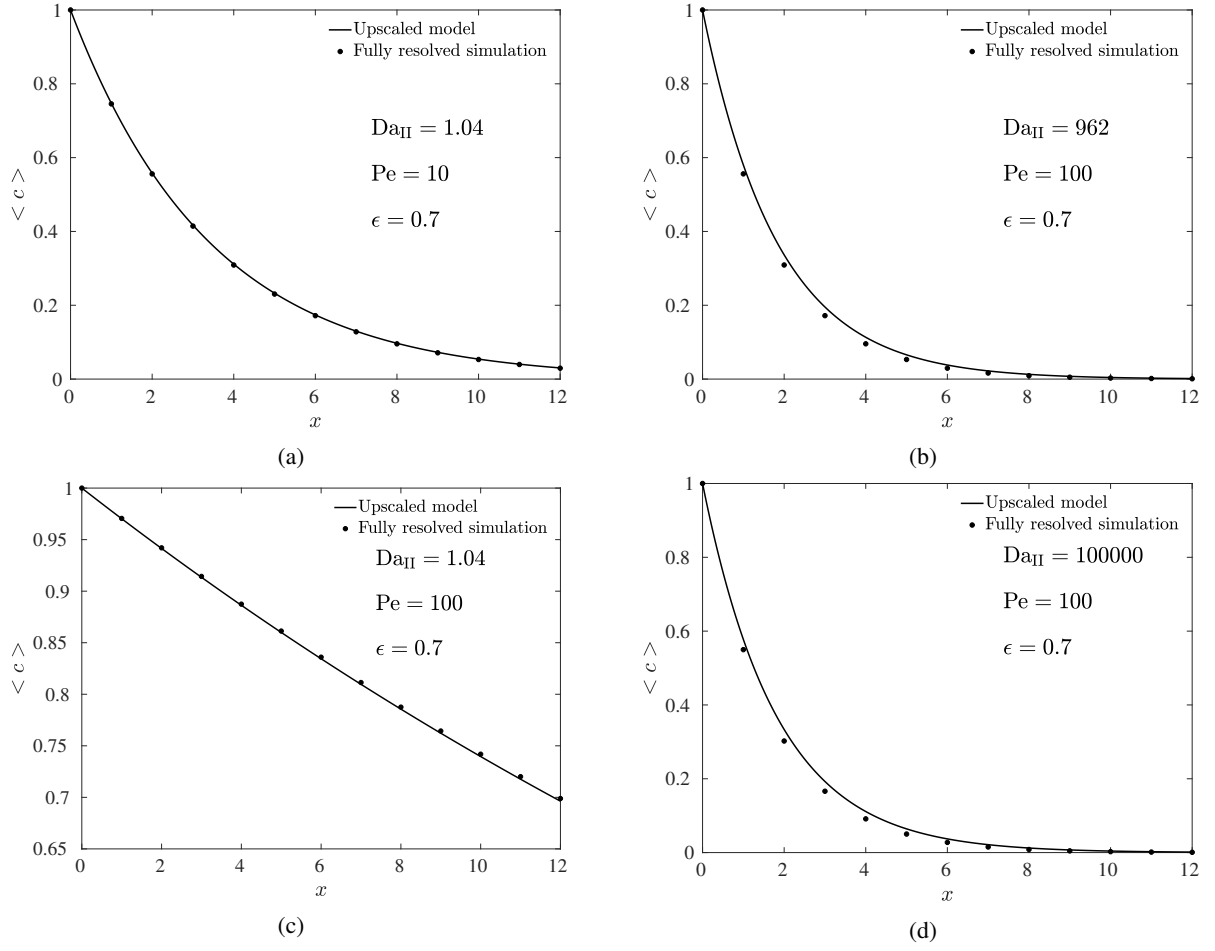 1
0.8
0.6
0.4
0.2
0
< c >
0 2 4 6 8 10 12
x
Upscaled model
Fully resolved simulation
Da_II = 1.04
Pe = 10
ϵ = 0.7
(a)
1
0.8
0.6
0.4
0.2
0
< c >
0 2 4 6 8 10 12
x
Upscaled model
Fully resolved simulation
Da_II = 962
Pe = 100
ϵ = 0.7
(b)
1
0.95
0.9
0.85
0.8
0.75
0.7
0.65
< c >
0 2 4 6 8 10 12
x
Upscaled model
Fully resolved simulation
Da_II = 1.04
Pe = 100
ϵ = 0.7
(c)
1
0.8
0.6
0.4
0.2
0
< c >
0 2 4 6 8 10 12
x
Upscaled model
Fully resolved simulation
Da_II = 100000
Pe = 100
ϵ = 0.7
(d)